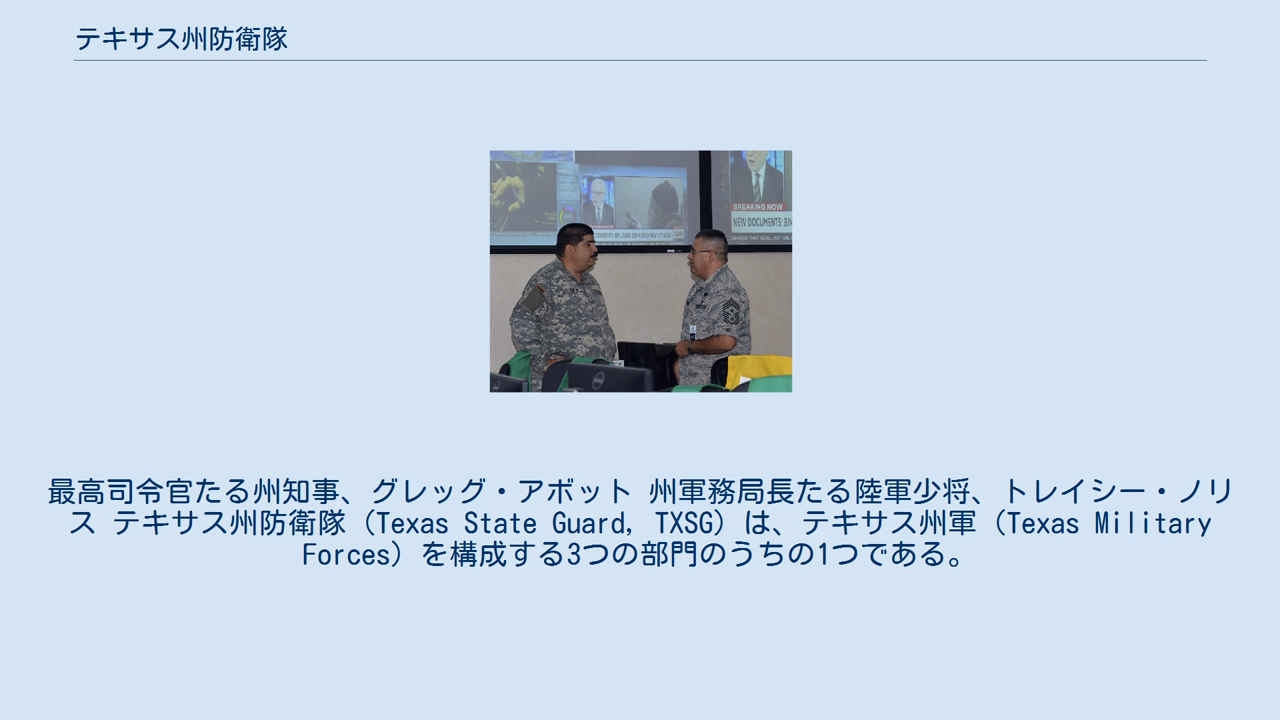 テキサス州防衛隊
BREAKING NOW
NEW DOCUMENTS: BIN
最高司令官たる州知事、グレッグ・アボット 州軍務局長たる陸軍少将、トレイシー・ノリ
ス テキサス州防衛隊（Texas State Guard, TXSG）は、テキサス州軍（Texas Military
Forces）を構成する3つの部門のうちの1つである。